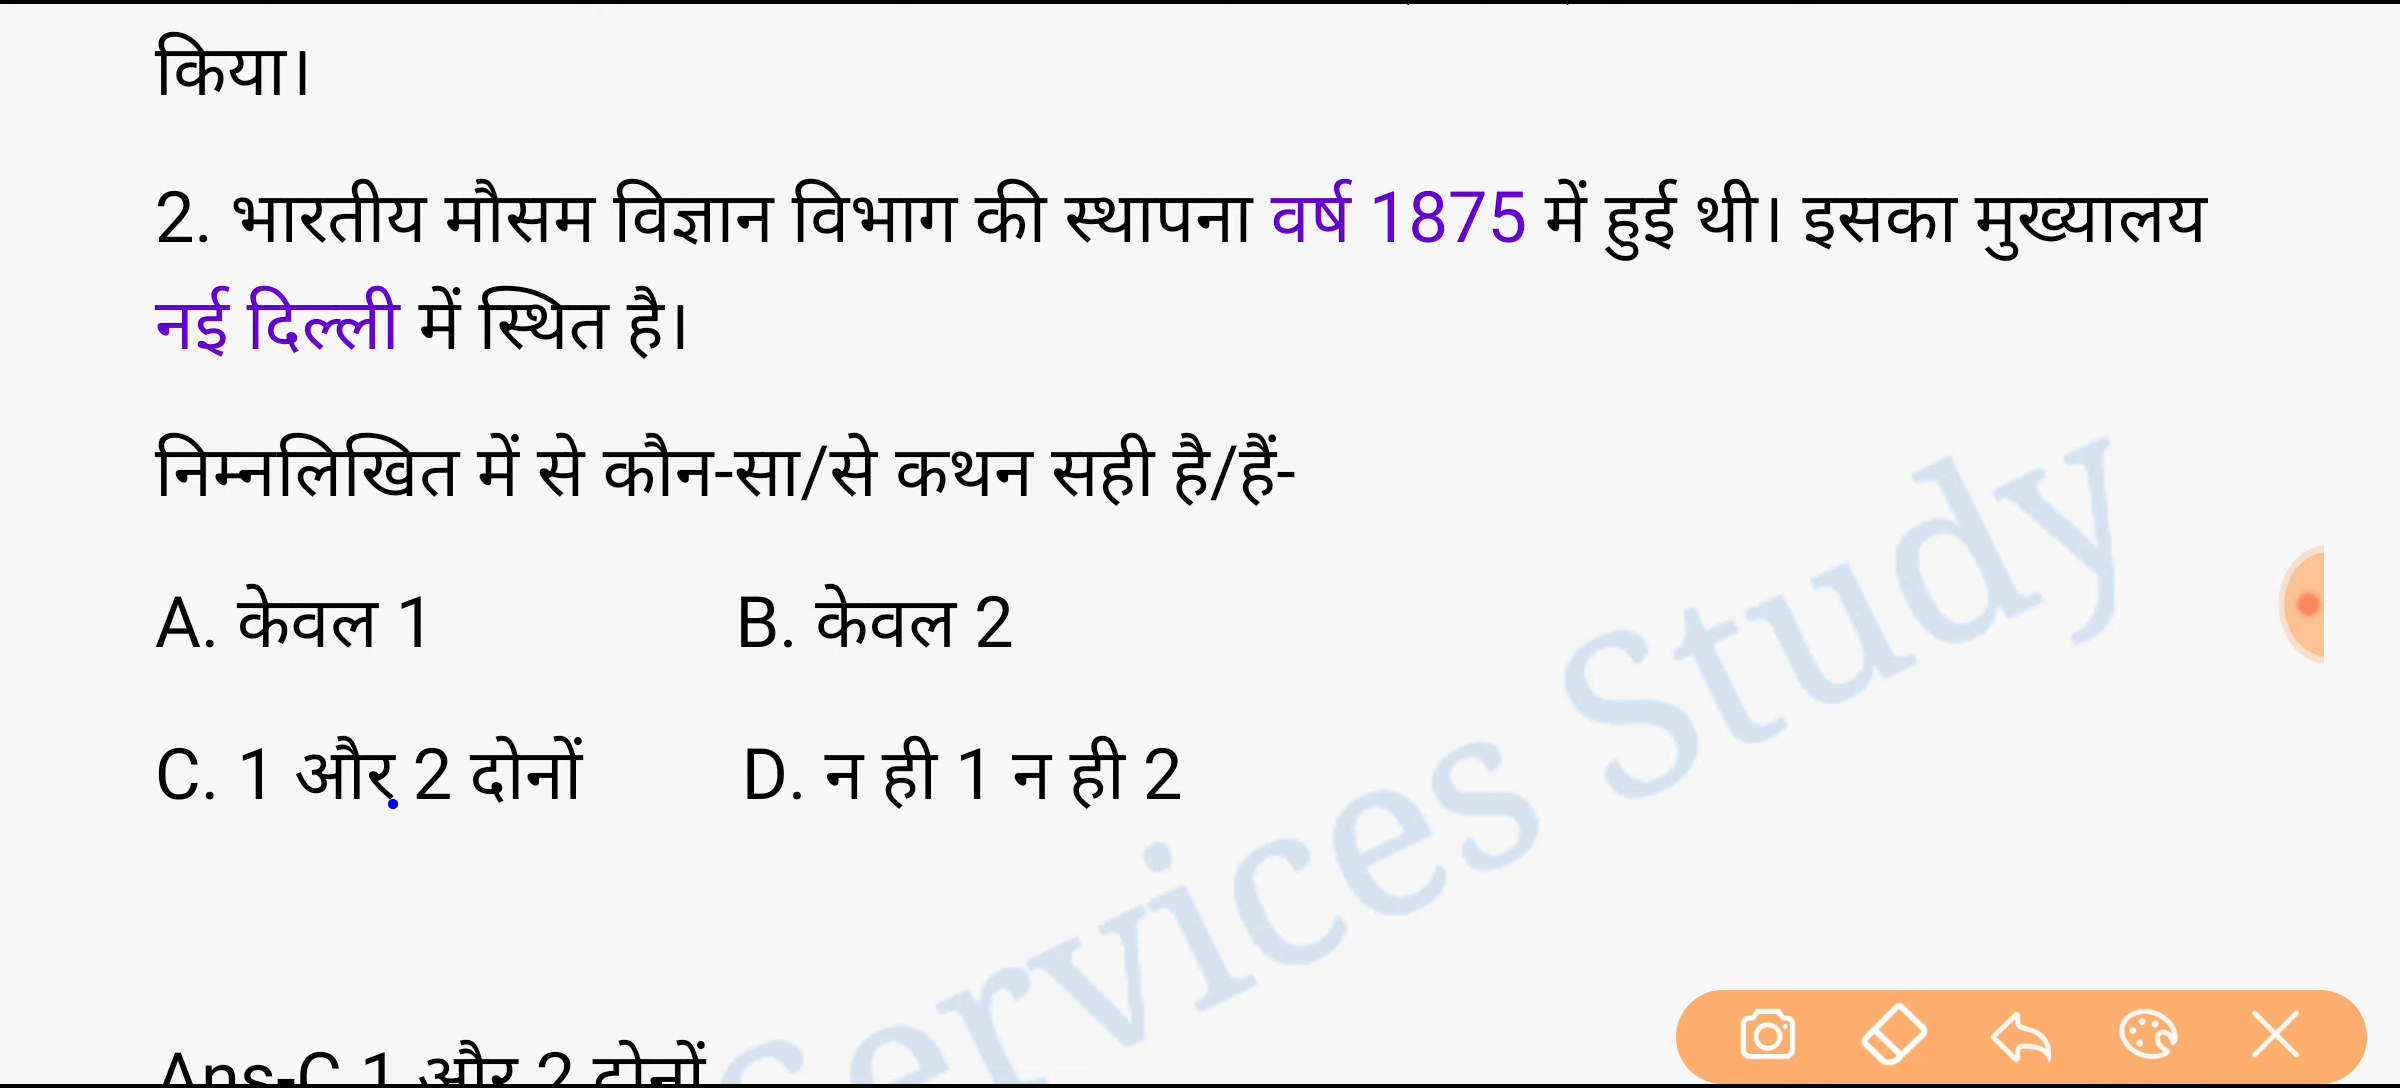 किया।
2. भारतीय मौसम विज्ञान विभाग की स्थापना वर्ष 1875 में हुई थी। इसका मुख्यालय
नई दिल्ली में स्थित है।
निम्नलिखित में से कौन-सा/से कथन सही है/हैं-
A. केवल 1 B. केवल 2
C. 1 और 2 दोनों D. न ही 1 न ही 2
Ans-C 1 और 2 दोनों
ervices Study